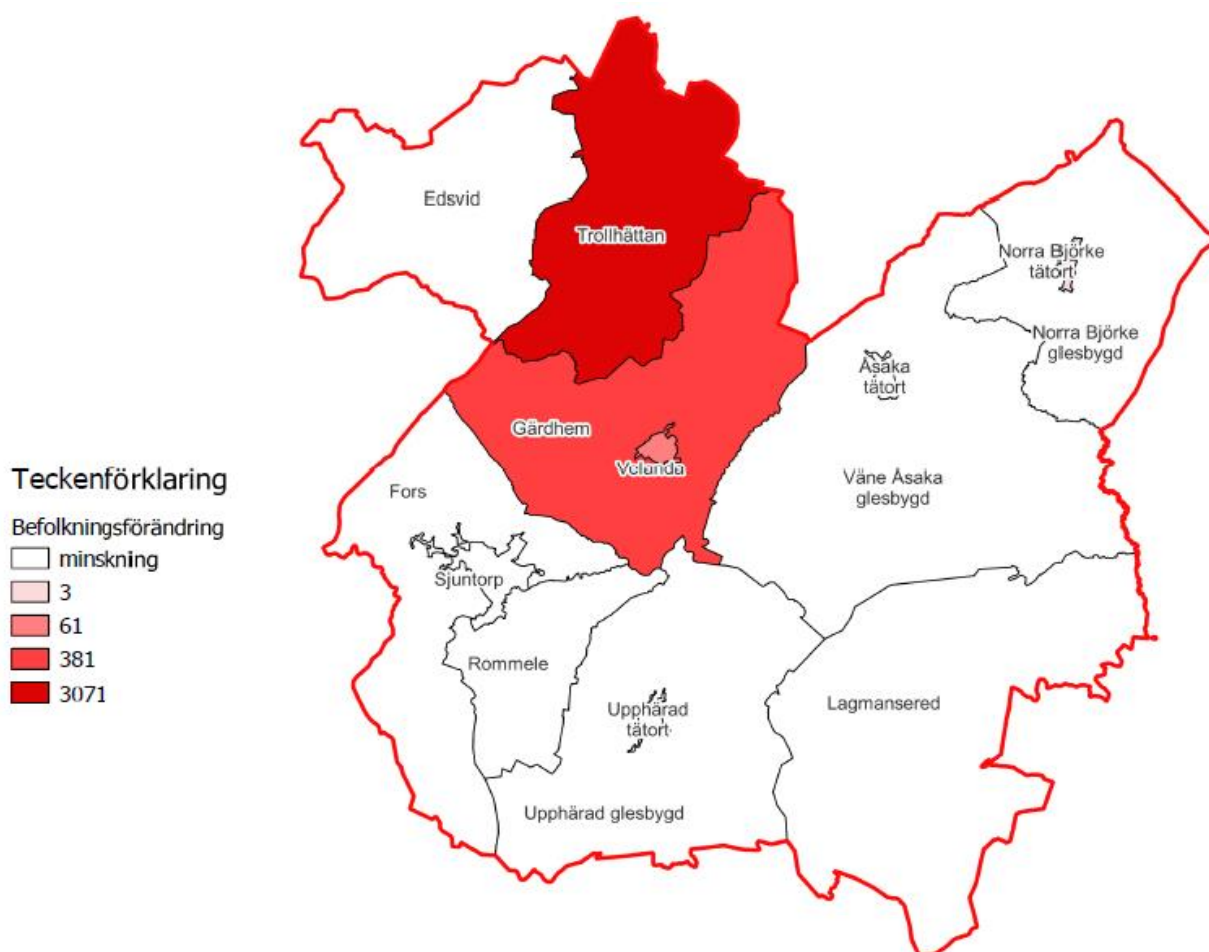 Edsvid
Trollhättan
Norra Björke
tätort
Norra Björke
gllesbygd
Åsaka
tätort
Gärdhem
Velanda
Väne Åsaka
glesbygd
Teckenförklaring
Befolkningsförändring
minskning
3
61
381
3071
Fors
Sjuntorp
Rommele
Upphärad
tätort
Lagmansered
Upphärad glesbygd